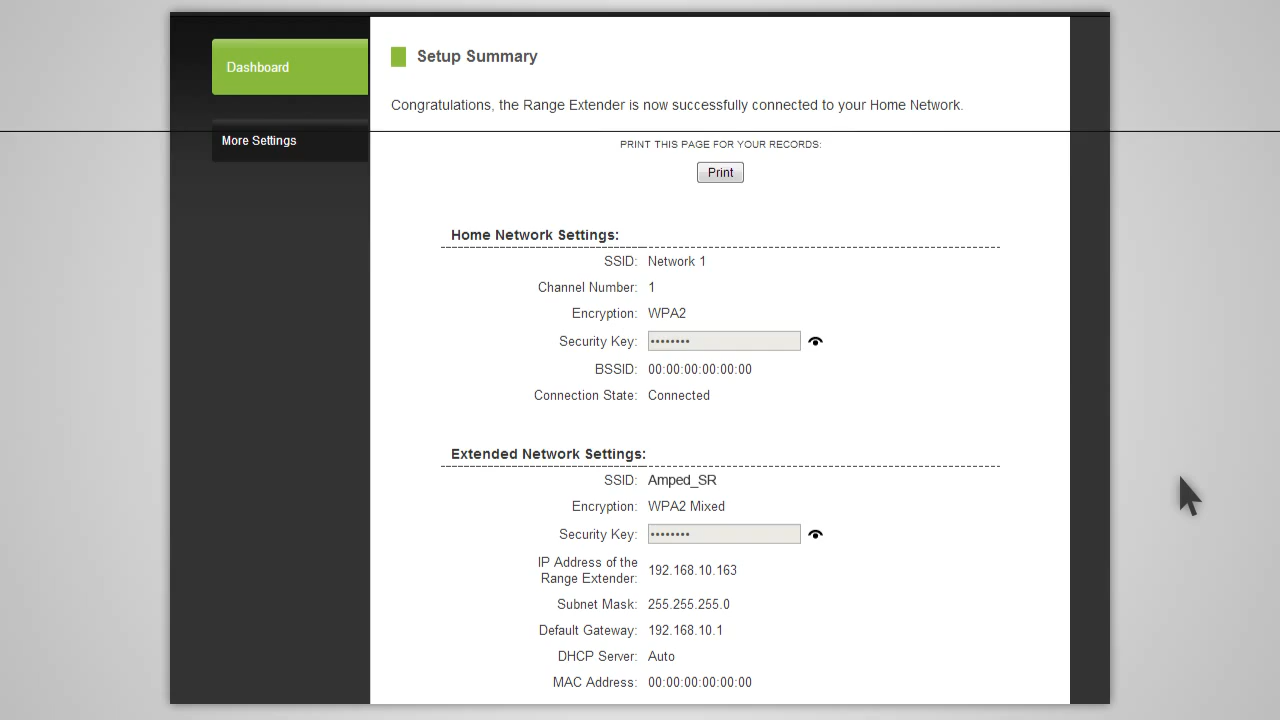 Dashboard
More Settings
Setup Summary
Congratulations, the Range Extender is now successfully connected to your Home Network.
PRINT THIS PAGE FOR YOUR RECORDS:
Print
Home Network Settings:
SSID: Network 1
Channel Number: 1
Encryption: WPA2
Security Key: ••••••••
BSSID: 00:00:00:00:00:00
Connection State: Connected
Extended Network Settings:
SSID: Amped_SR
Encryption: WPA2 Mixed
Security Key: ••••••••
IP Address of the
Range Extender: 192.168.10.163
Subnet Mask: 255.255.255.0
Default Gateway: 192.168.10.1
DHCP Server: Auto
MAC Address: 00:00:00:00:00:00